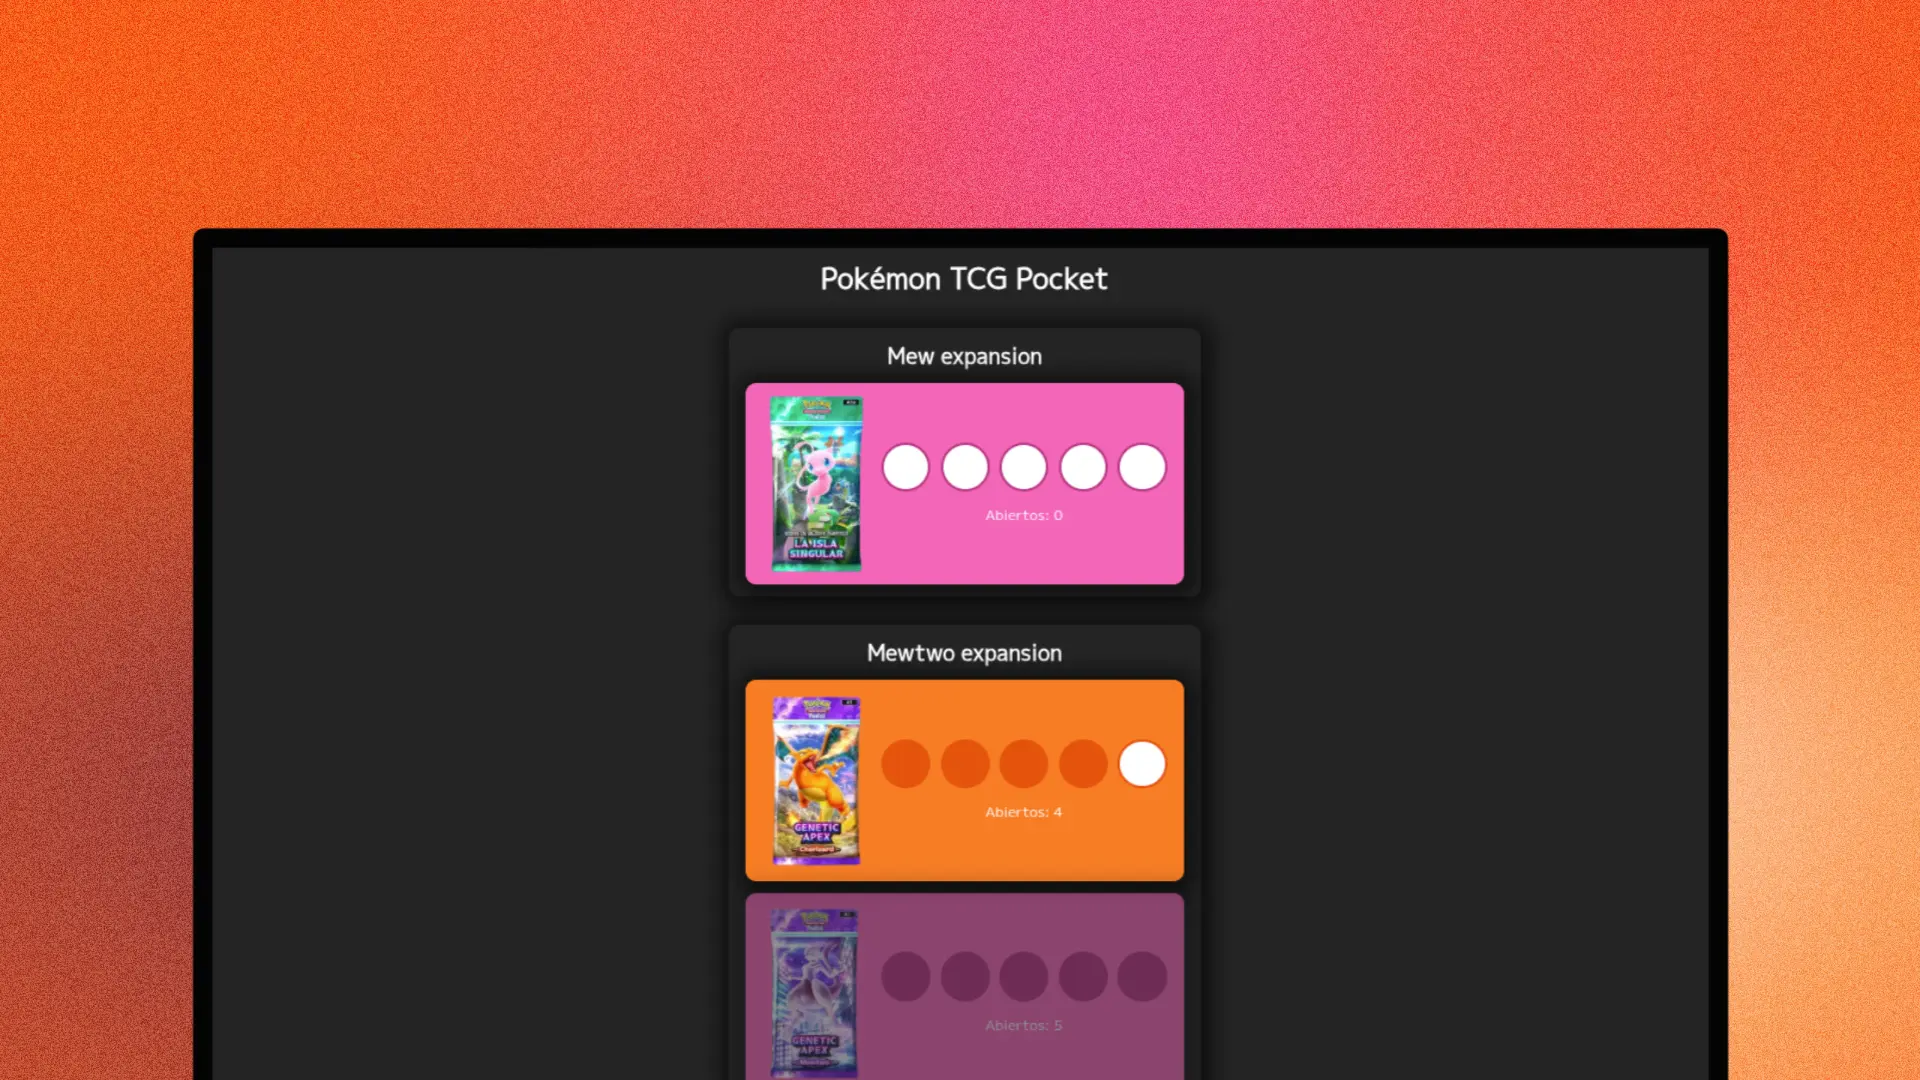 Pokémon TCG Pocket
Mew expansion
LA ISLA
SINGULAR
Abiertos: 0
Mewtwo expansion
GENETIC
APEX
Charizard
Abiertos: 4
GENETIC
APEX
Abiertos: 5